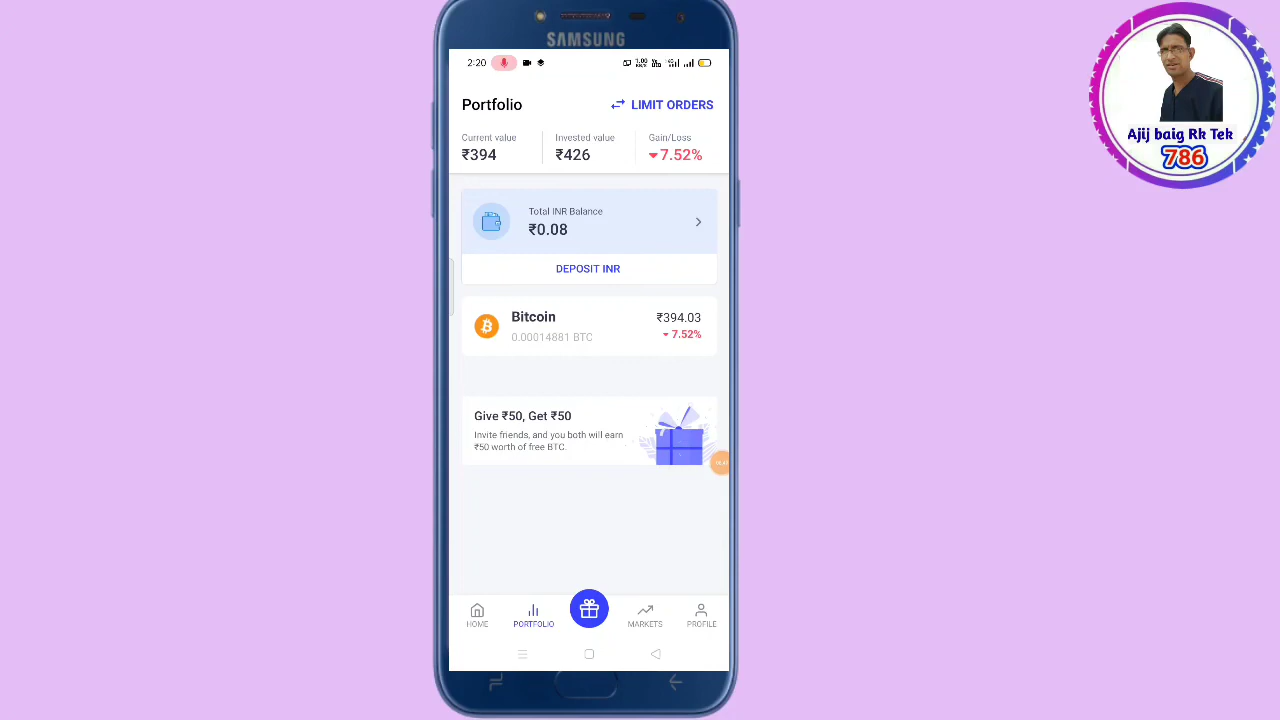 SAMSUNG
2:20
Portfolio
LIMIT ORDERS
Current value
Invested value
Gain/Loss
₹394
₹426
7.52%
Total INR Balance
₹0.08
DEPOSIT INR
Bitcoin
₹394.03
0.00014881 BTC
7.52%
Give ₹50, Get ₹50
Invite friends, and you both will earn
₹50 worth of free BTC.
HOME
PORTFOLIO
MARKETS
PROFILE
Ajij baig Rk Tek
786